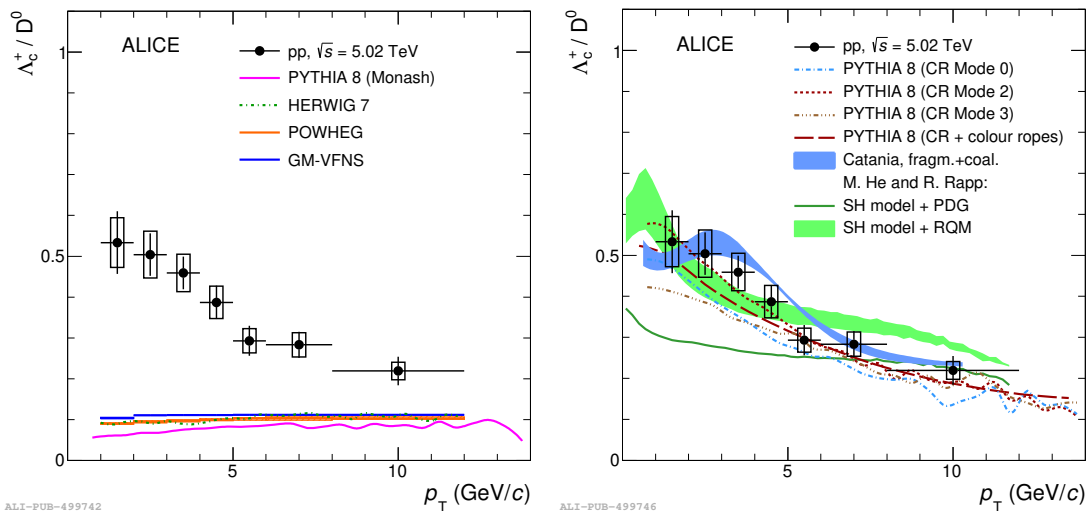 Λc+ / D0
1
0.5
0
ALICE
pp, √s = 5.02 TeV
PYTHIA 8 (Monash)
HERWIG 7
POWHEG
GM-VFNS
5
10
pT (GeV/c)
ALI-PUB-499742
Λc+ / D0
1
0.5
0
ALICE
pp, √s = 5.02 TeV
PYTHIA 8 (CR Mode 0)
PYTHIA 8 (CR Mode 2)
PYTHIA 8 (CR Mode 3)
PYTHIA 8 (CR + colour ropes)
Catania, fragm.+coal.
M. He and R. Rapp:
SH model + PDG
SH model + RQM
5
10
pT (GeV/c)
ALI-PUB-499746